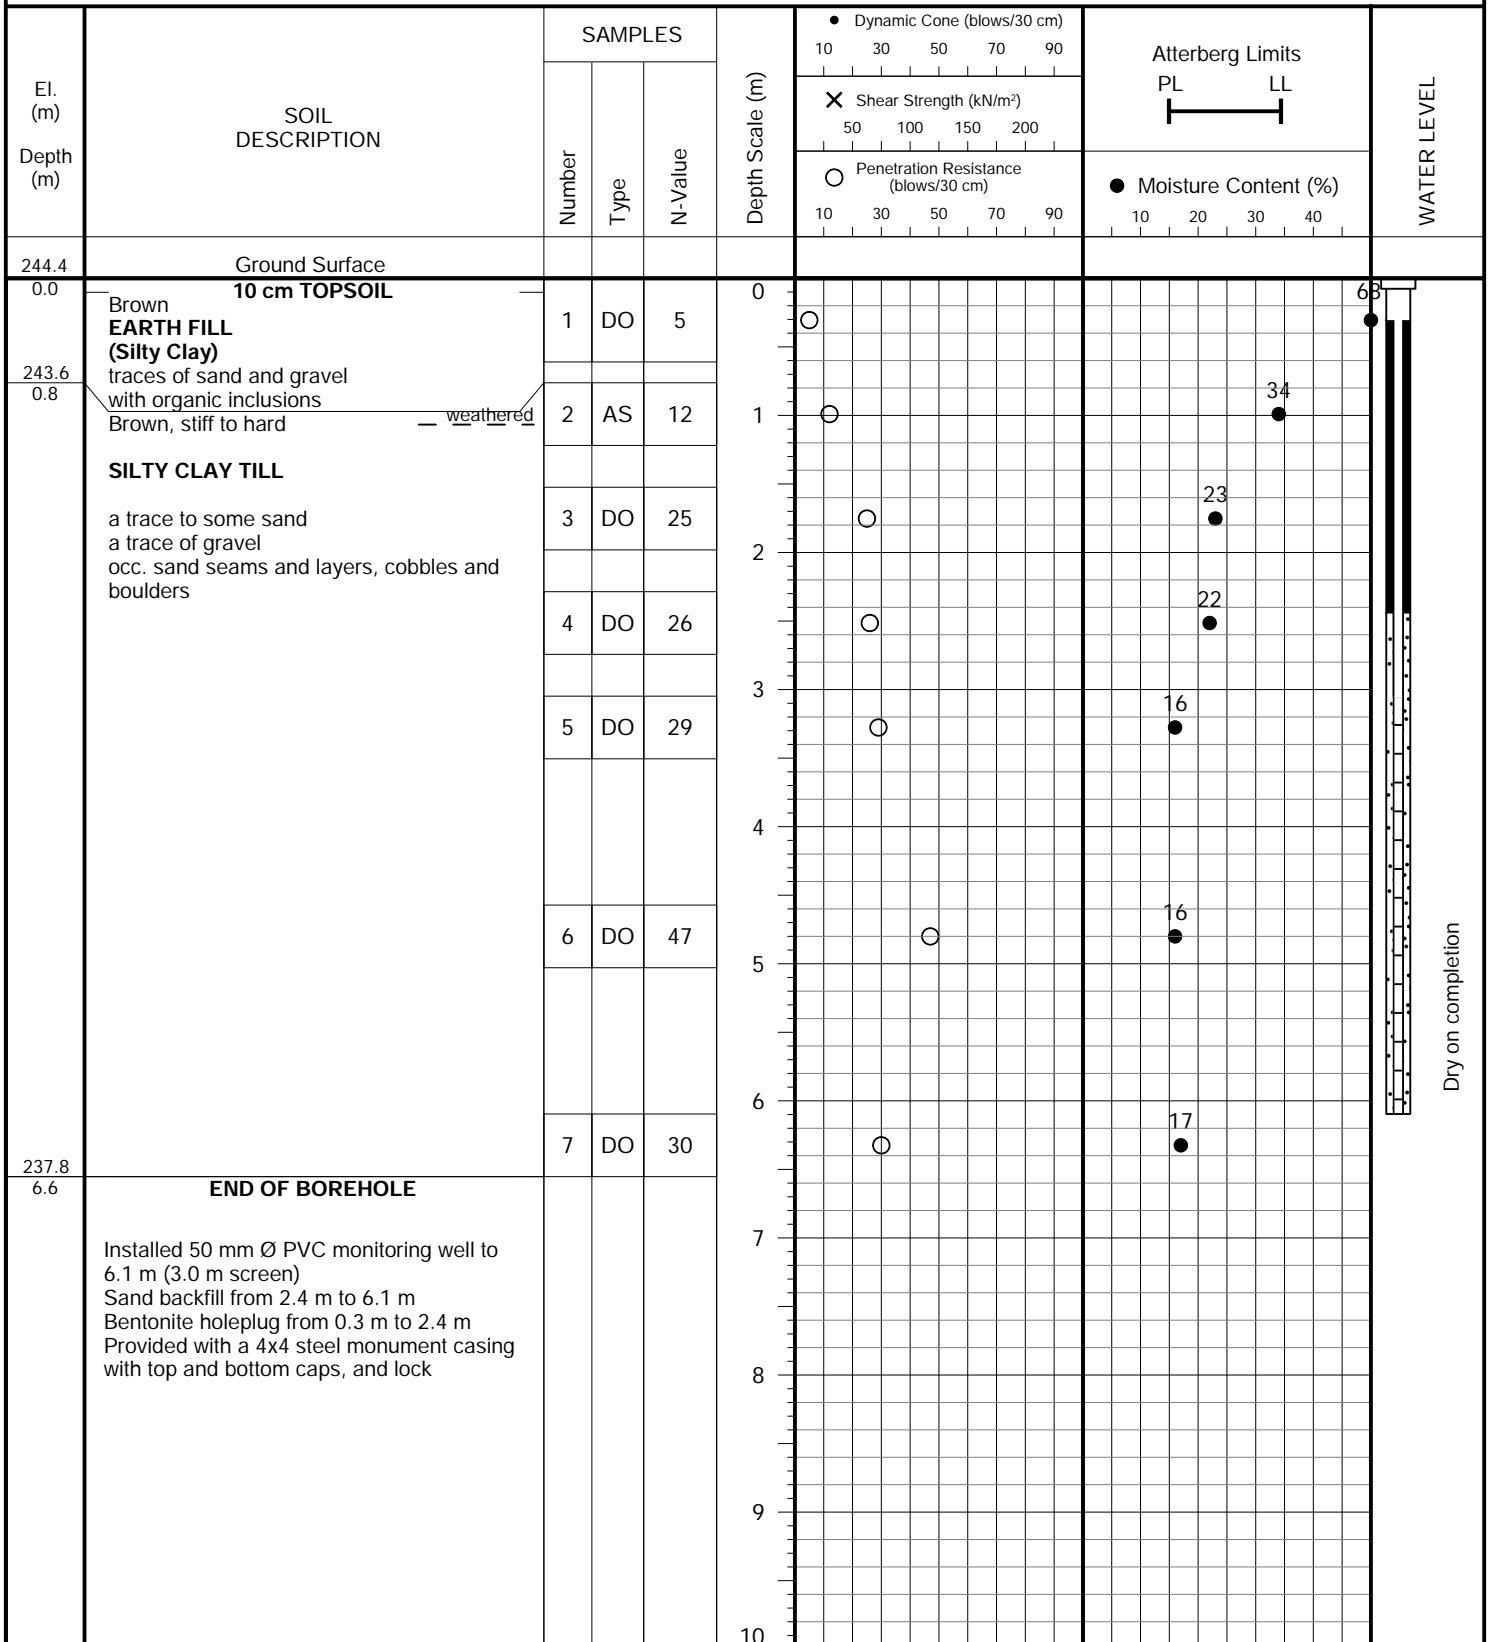 El.
(m)
Depth
(m)
SOIL
DESCRIPTION
SAMPLES
Number
Type
N-Value
Depth Scale (m)
Dynamic Cone (blows/30 cm)
10 30 50 70 90
Shear Strength (kN/m²)
50 100 150 200
Penetration Resistance
(blows/30 cm)
10 30 50 70 90
Atterberg Limits
PL LL
Moisture Content (%)
10 20 30 40
WATER LEVEL
244.4
Ground Surface
0.0
10 cm TOPSOIL
Brown
EARTH FILL
(Silty Clay)
traces of sand and gravel
with organic inclusions
243.6
0.8
weathered
Brown, stiff to hard
SILTY CLAY TILL
a trace to some sand
a trace of gravel
occ. sand seams and layers, cobbles and
boulders
1 DO 5
2 AS 12
3 DO 25
4 DO 26
5 DO 29
6 DO 47
7 DO 30
0
1
2
3
4
5
6
7
8
9
10
68
34
23
22
16
16
17
Dry on completion
237.8
6.6
END OF BOREHOLE
Installed 50 mm Ø PVC monitoring well to
6.1 m (3.0 m screen)
Sand backfill from 2.4 m to 6.1 m
Bentonite holeplug from 0.3 m to 2.4 m
Provided with a 4x4 steel monument casing
with top and bottom caps, and lock